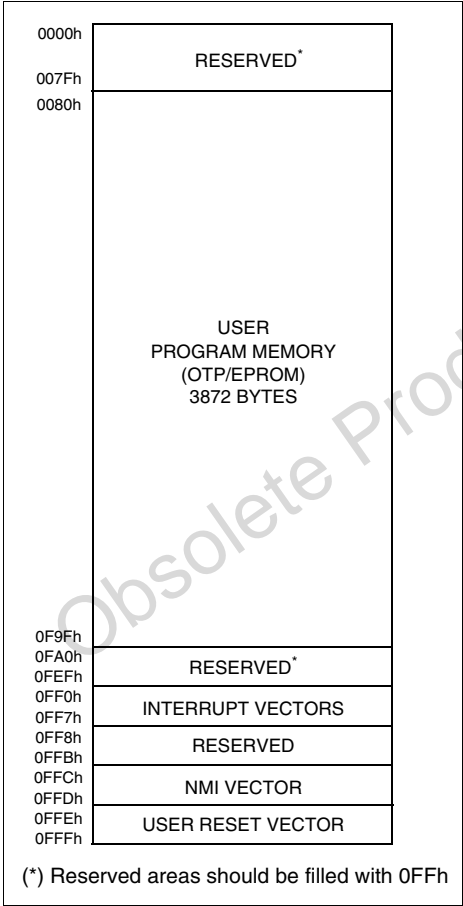 0000h
RESERVED*
007Fh
0080h
USER
PROGRAM MEMORY
(OTP/EPROM)
3872 BYTES
0F9Fh
0FA0h
RESERVED*
0FEFh
0FF0h
INTERRUPT VECTORS
0FF7h
0FF8h
RESERVED
0FFBh
0FFCh
NMI VECTOR
0FFDh
0FFEh
USER RESET VECTOR
0FFFh
(*) Reserved areas should be filled with 0FFh
Obsolete Prod